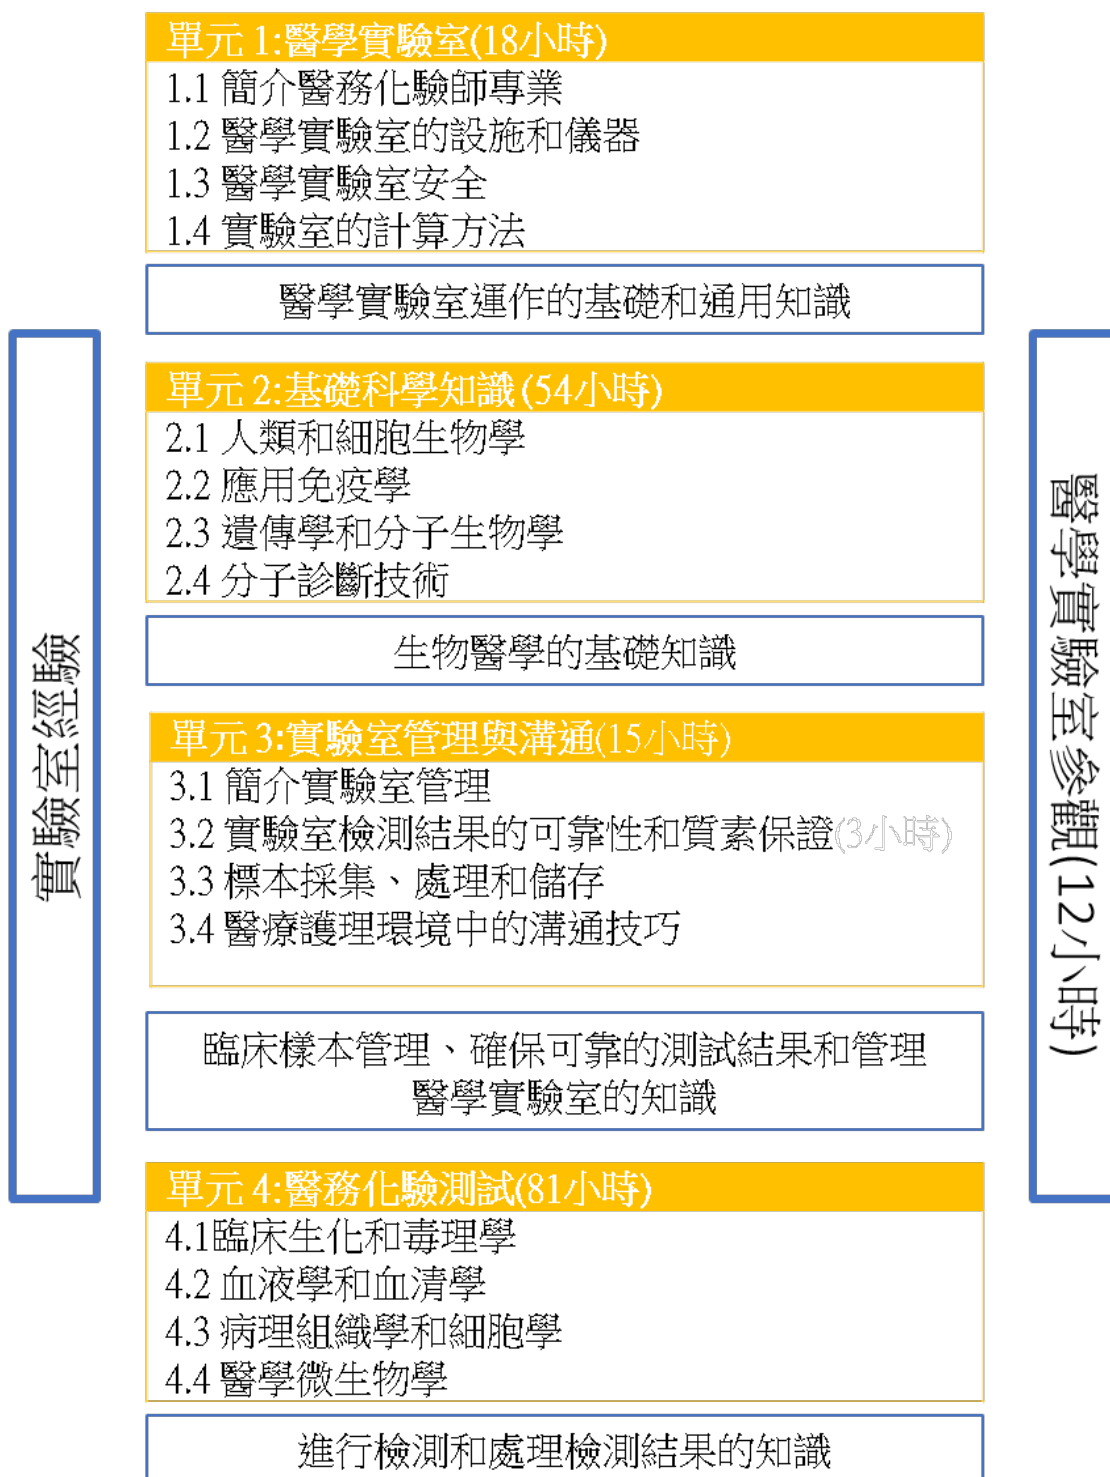 單元 1:醫學實驗室(18小時)
1.1 簡介醫務化驗師專業
1.2 醫學實驗室的設施和儀器
1.3 醫學實驗室安全
1.4 實驗室的計算方法
醫學實驗室運作的基礎和通用知識
單元 2:基礎科學知識 (54小時)
2.1 人類和細胞生物學
2.2 應用免疫學
2.3 遺傳學和分子生物學
2.4 分子診斷技術
生物醫學的基礎知識
單元 3:實驗室管理與溝通(15小時)
3.1 簡介實驗室管理
3.2 實驗室檢測結果的可靠性和質素保證(3小時)
3.3 標本採集、處理和儲存
3.4 醫療護理環境中的溝通技巧
臨床樣本管理、確保可靠的測試結果和管理
醫學實驗室的知識
單元 4:醫務化驗測試(81小時)
4.1臨床生化和毒理學
4.2 血液學和血清學
4.3 病理組織學和細胞學
4.4 醫學微生物學
進行檢測和處理檢測結果的知識
實驗室經驗
醫學實驗室參觀(12小時)